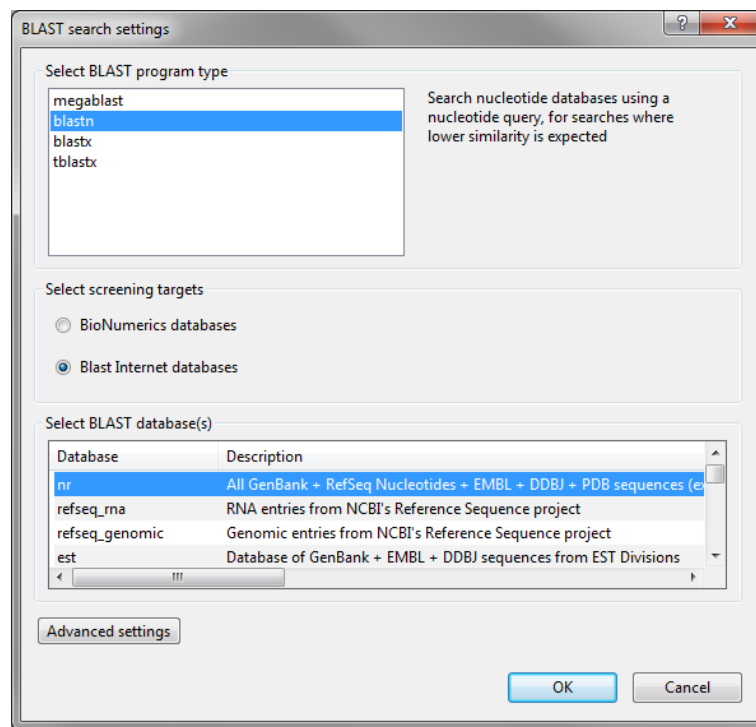 BLAST search settings
Select BLAST program type
megablast
blastn
blastx
tblastx
Search nucleotide databases using a
nucleotide query, for searches where
lower similarity is expected
Select screening targets
BioNumerics databases
Blast Internet databases
Select BLAST database(s)
Database Description
nr All GenBank + RefSeq Nucleotides + EMBL + DDBJ + PDB sequences (ex
refseq_rna RNA entries from NCBI's Reference Sequence project
refseq_genomic Genomic entries from NCBI's Reference Sequence project
est Database of GenBank + EMBL + DDBJ sequences from EST Divisions
Advanced settings
OK Cancel